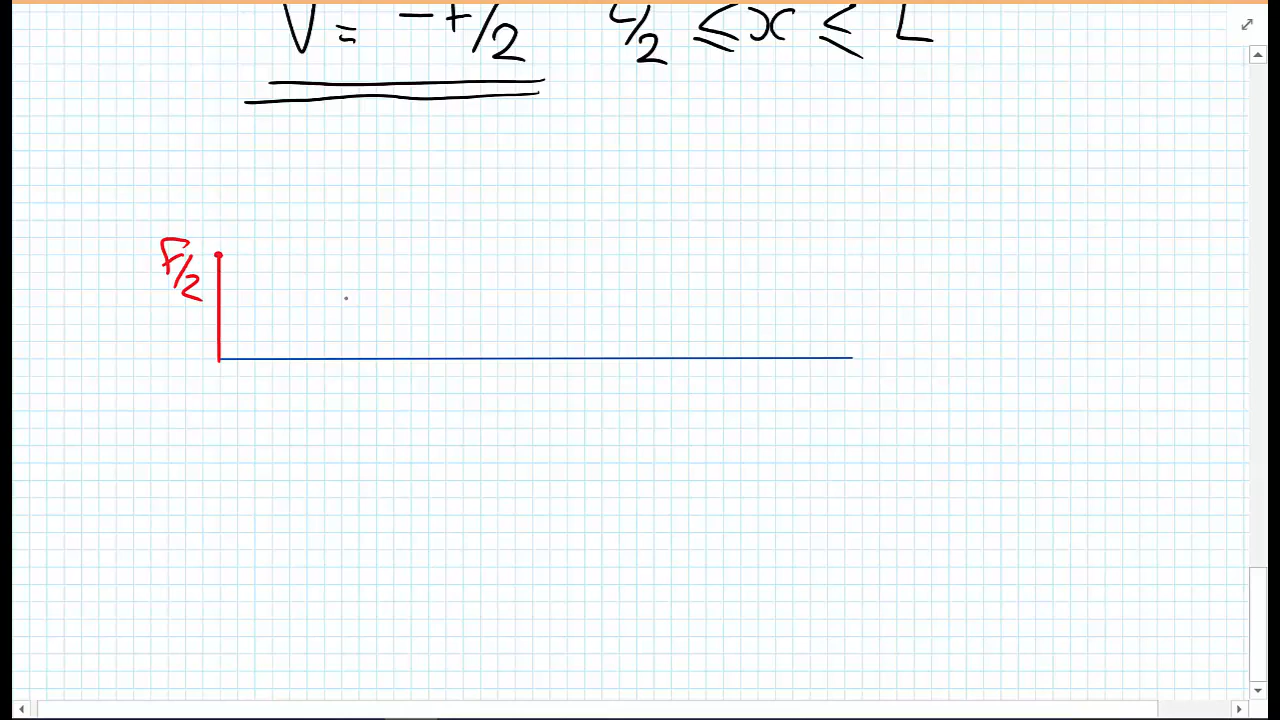 V = -F/2 L/2 ≤ x ≤ L
F/2